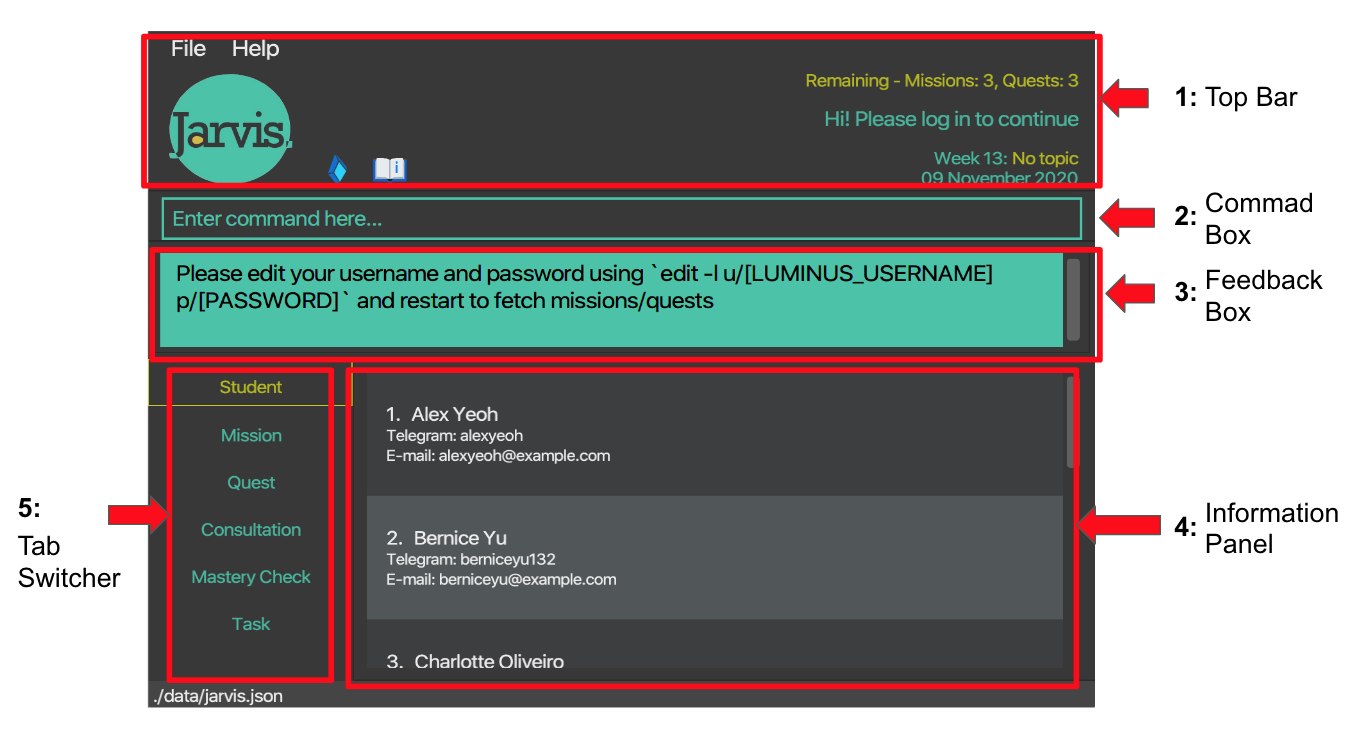 File Help
Jarvis.
i
Remaining - Missions: 3, Quests: 3
Hi! Please log in to continue
Week 13: No topic
09 November 2020
1: Top Bar
Enter command here...
2: Commad
Box
Please edit your username and password using `edit -l u/[LUMINUS_USERNAME]
p/[PASSWORD]` and restart to fetch missions/quests
3: Feedback
Box
Student
Mission
Quest
Consultation
Mastery Check
Task
5:
Tab
Switcher
1. Alex Yeoh
Telegram: alexyeoh
E-mail: alexyeoh@example.com
2. Bernice Yu
Telegram: berniceyu132
E-mail: berniceyu@example.com
3. Charlotte Oliveiro
4: Information
Panel
./data/jarvis.json